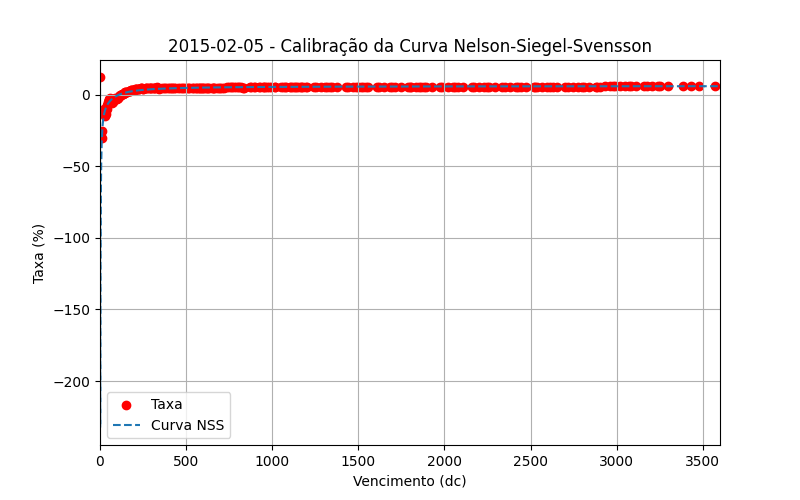 2015-02-05 - Calibração da Curva Nelson-Siegel-Svensson
Taxa (%)
0
−50
−100
−150
−200
Taxa
Curva NSS
0 500 1000 1500 2000 2500 3000 3500
Vencimento (dc)